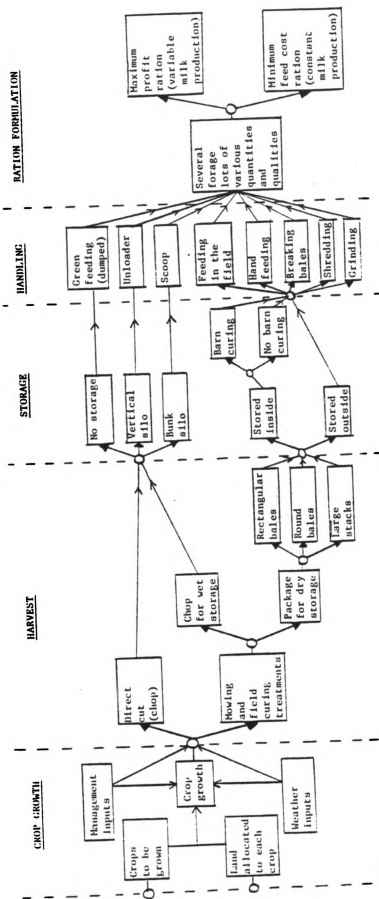 CROP GROWTH
HARVEST
STORAGE
HANDLING
RATION FORMULATION
Crops
to be
grown
Land
allocated
to each
crop
Management
inputs
Crop
growth
Weather
inputs
Direct
cut
(chop)
Mowing
and
field
curing
treatments
Chop
for wet
storage
Package
for dry
storage
Rectangular
bales
Round
bales
Large
stacks
No storage
Vertical
silo
Bunk
silo
Stored
inside
Stored
outside
Barn
curing
No barn
curing
Green
feeding
(dumped)
Unloader
Scoop
Feeding
in the
field
Hand
feeding
Breaking
bales
Shredding
Grinding
Several
forage
lots of
various
quantities
and
qualities
Maximum
profit
ration
(variable
milk
production)
Minimum
feed cost
ration
(constant
milk
production)